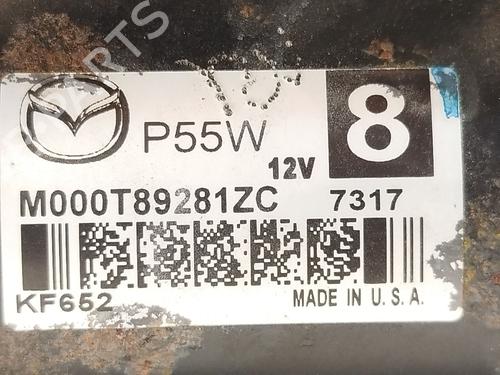 P55W
8
12V
M000T89281ZC 7317
KF652
MADE IN U.S.A.